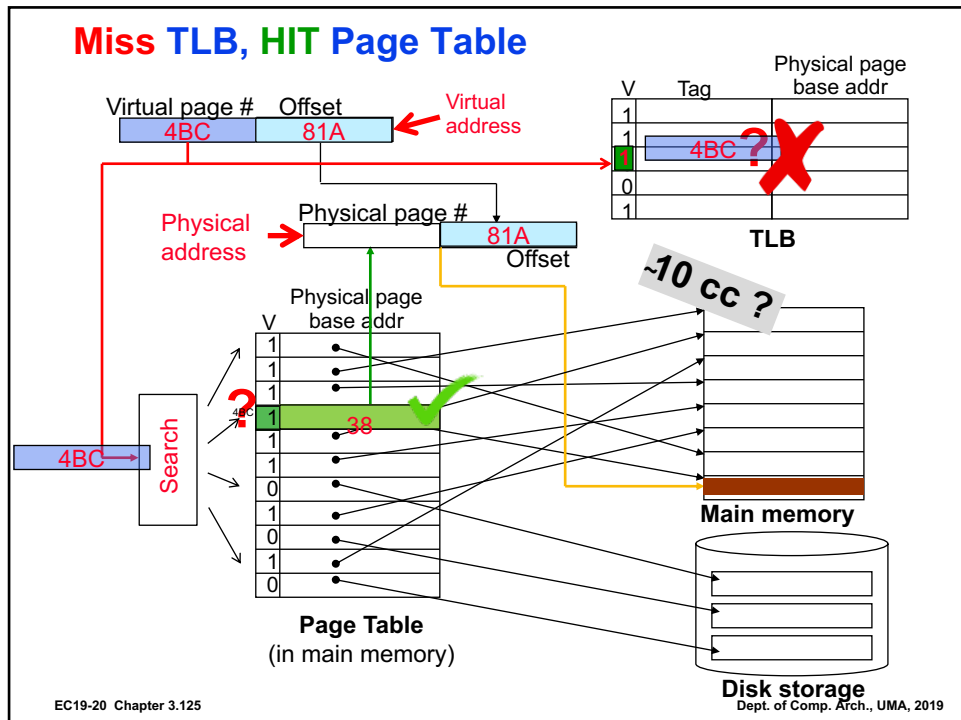 Miss TLB, HIT Page Table
Virtual page # Offset
4BC 81A
Virtual
address
V Tag Physical page
base addr
1
1
1 4BC ?
0
1
TLB
Physical
address
Physical page #
81A
Offset
~10 cc ?
Physical page
V base addr
1
1
1
? 4BC 1 38
1
1
0
1
0
1
0
4BC
Search
Page Table
(in main memory)
Main memory
Disk storage
EC19-20 Chapter 3.125
Dept. of Comp. Arch., UMA, 2019